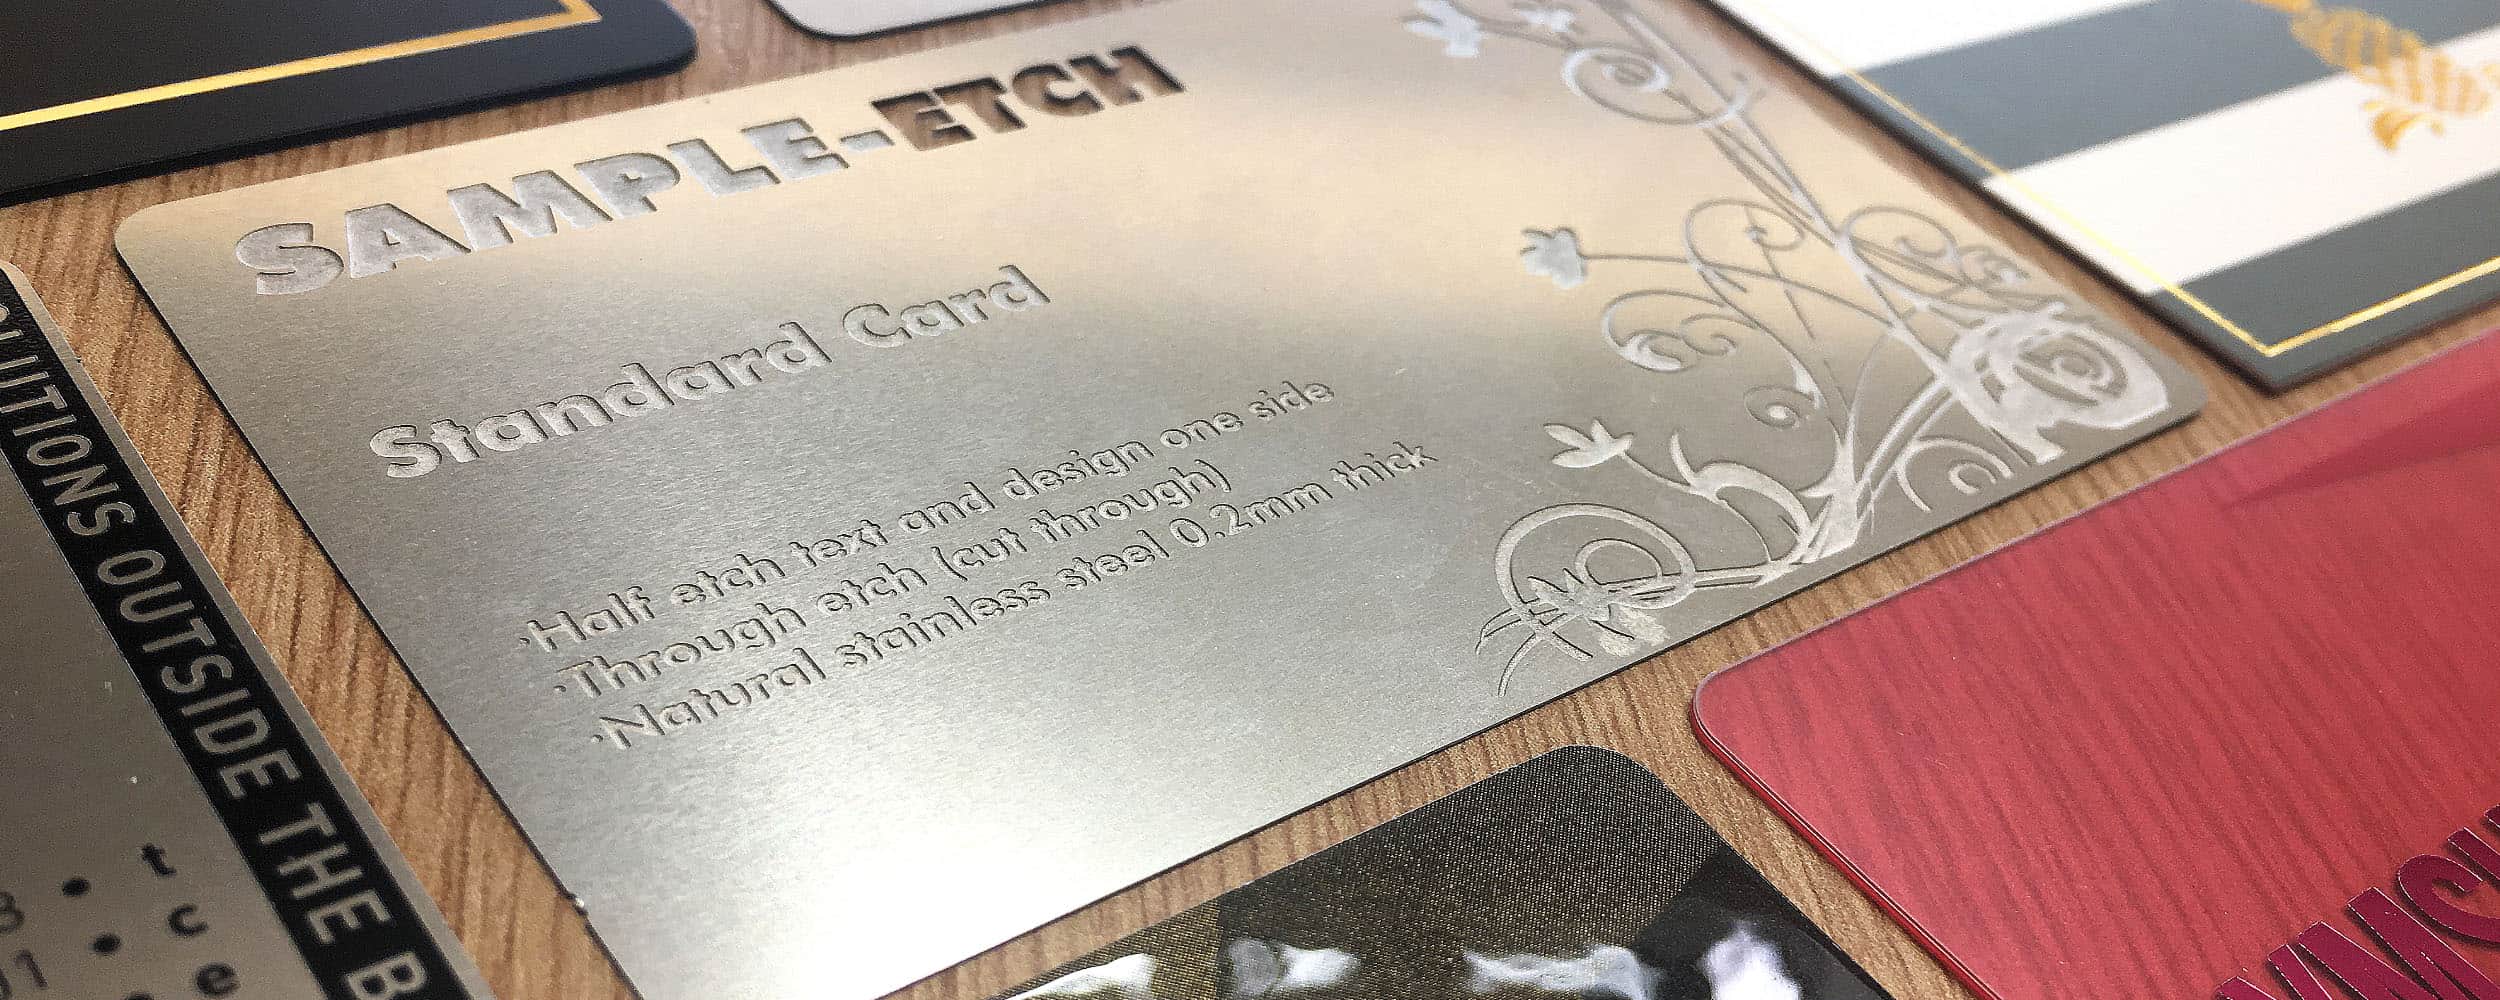 SAMPLE-ETCH
Standard Card
·Half etch text and design one side
·Through etch (cut through)
·Natural stainless steel 0.2mm thick
OUTSIDE THE
t
c
e